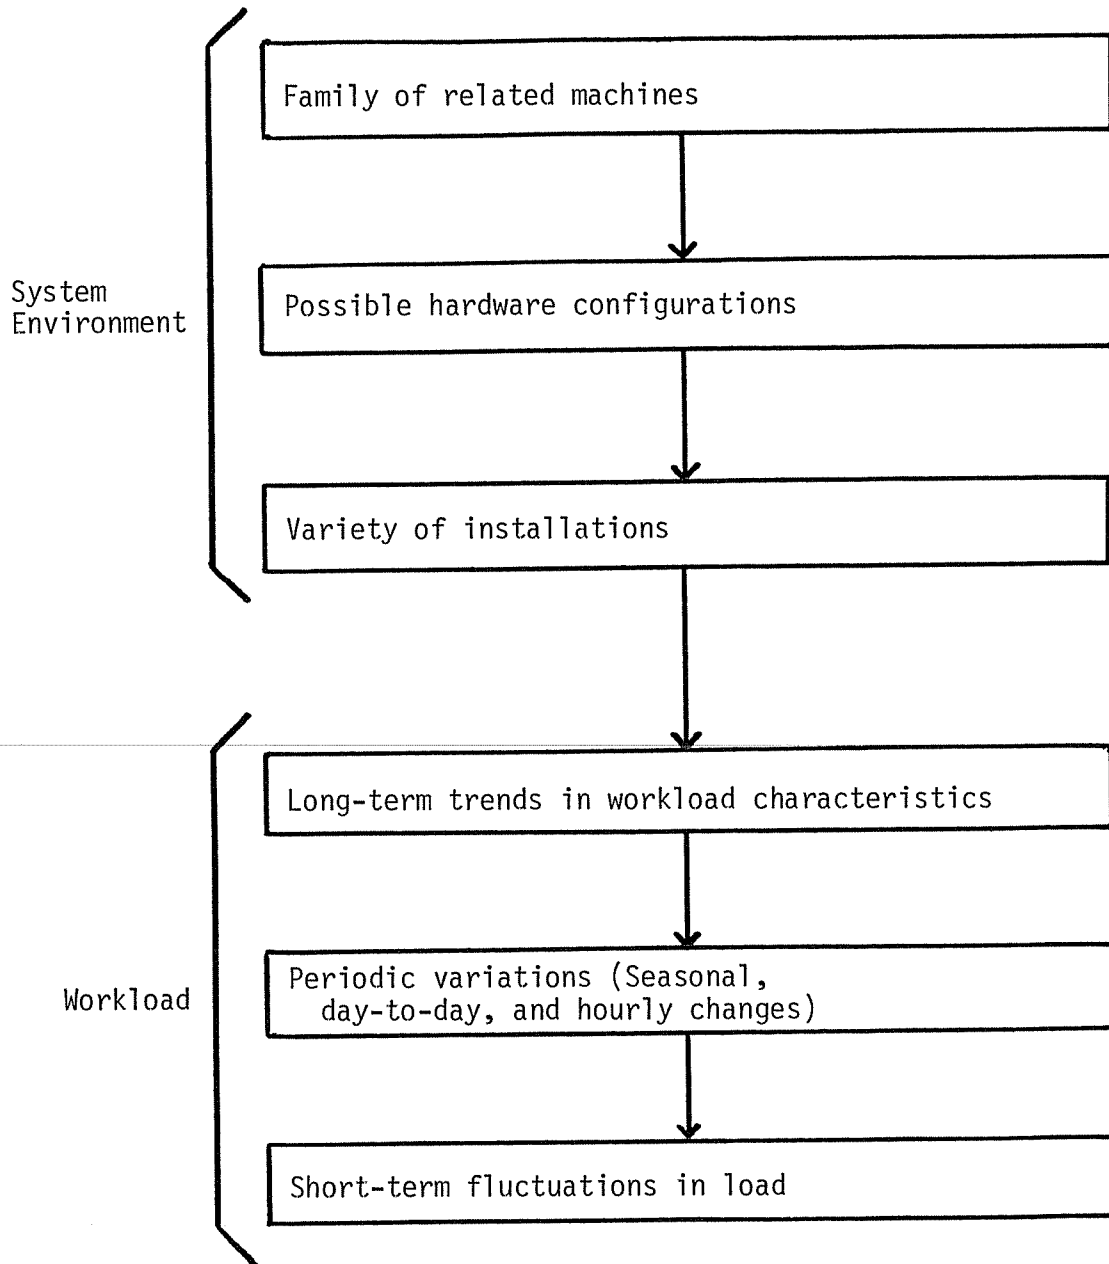 Family of related machines
Possible hardware configurations
System
Environment
Variety of installations
Long-term trends in workload characteristics
Periodic variations (Seasonal,
day-to-day, and hourly changes)
Workload
Short-term fluctuations in load